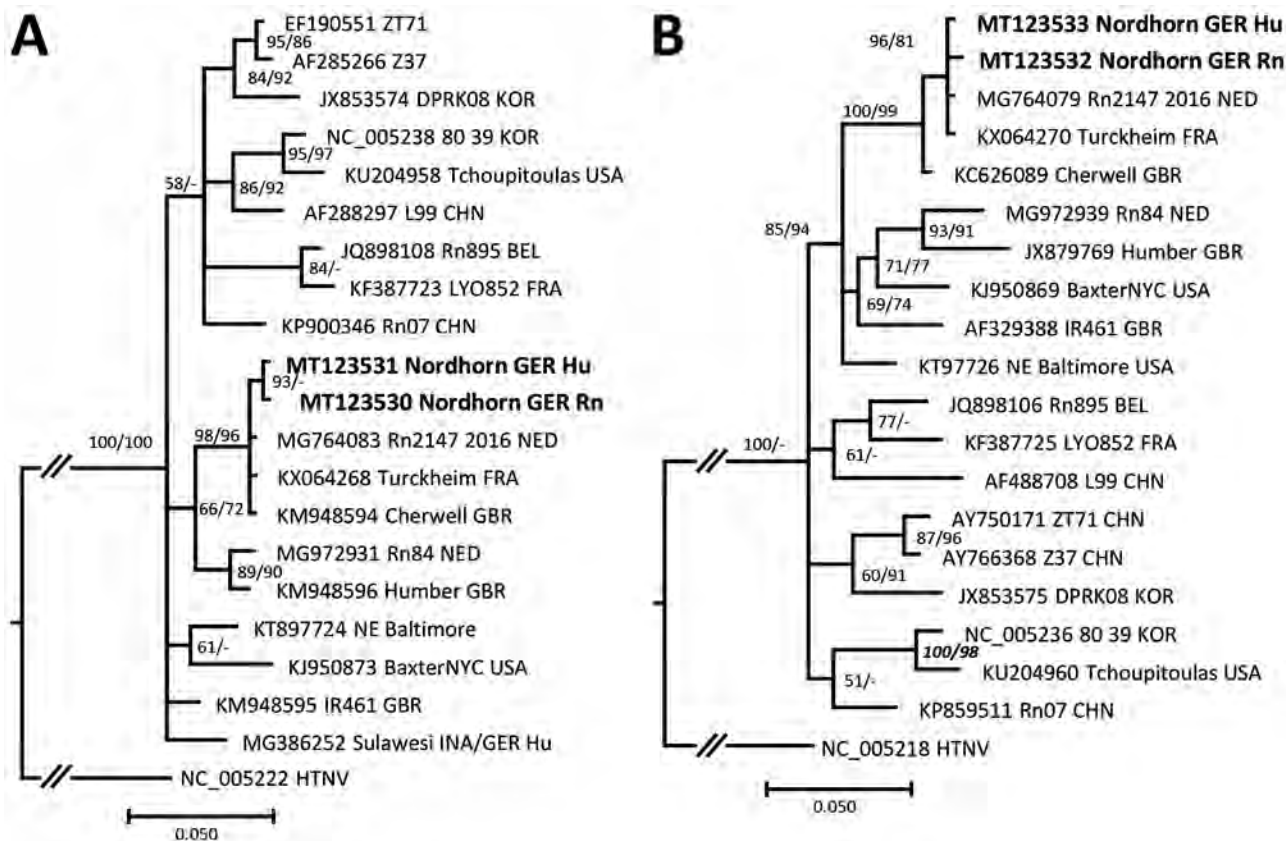 A
EF190551 ZT71
95/86
AF285266 Z37
84/92
JX853574 DPRK08 KOR
NC_005238 80 39 KOR
95/97
KU204958 Tchoupitoulas USA
58/-
86/92
AF288297 L99 CHN
JQ898108 Rn895 BEL
84/-
KF387723 LYO852 FRA
KP900346 Rn07 CHN
MT123531 Nordhorn GER Hu
93/-
MT123530 Nordhorn GER Rn
98/96
MG764083 Rn2147 2016 NED
100/100
KX064268 Turckheim FRA
66/72
KM948594 Cherwell GBR
MG972931 Rn84 NED
89/90
KM948596 Humber GBR
KT897724 NE Baltimore
61/-
KJ950873 BaxterNYC USA
KM948595 IR461 GBR
MG386252 Sulawesi INA/GER Hu
NC_005222 HTNV
0.050
B
MT123533 Nordhorn GER Hu
96/81
MT123532 Nordhorn GER Rn
MG764079 Rn2147 2016 NED
100/99
KX064270 Turckheim FRA
KC626089 Cherwell GBR
MG972939 Rn84 NED
85/94
93/91
JX879769 Humber GBR
71/77
KJ950869 BaxterNYC USA
69/74
AF329388 IR461 GBR
KT97726 NE Baltimore USA
JQ898106 Rn895 BEL
77/-
KF387725 LYO852 FRA
100/-
61/-
AF488708 L99 CHN
AY750171 ZT71 CHN
87/96
AY766368 Z37 CHN
60/91
JX853575 DPRK08 KOR
NC_005236 80 39 KOR
100/98
KU204960 Tchoupitoulas USA
51/-
KP859511 Rn07 CHN
NC_005218 HTNV
0.050